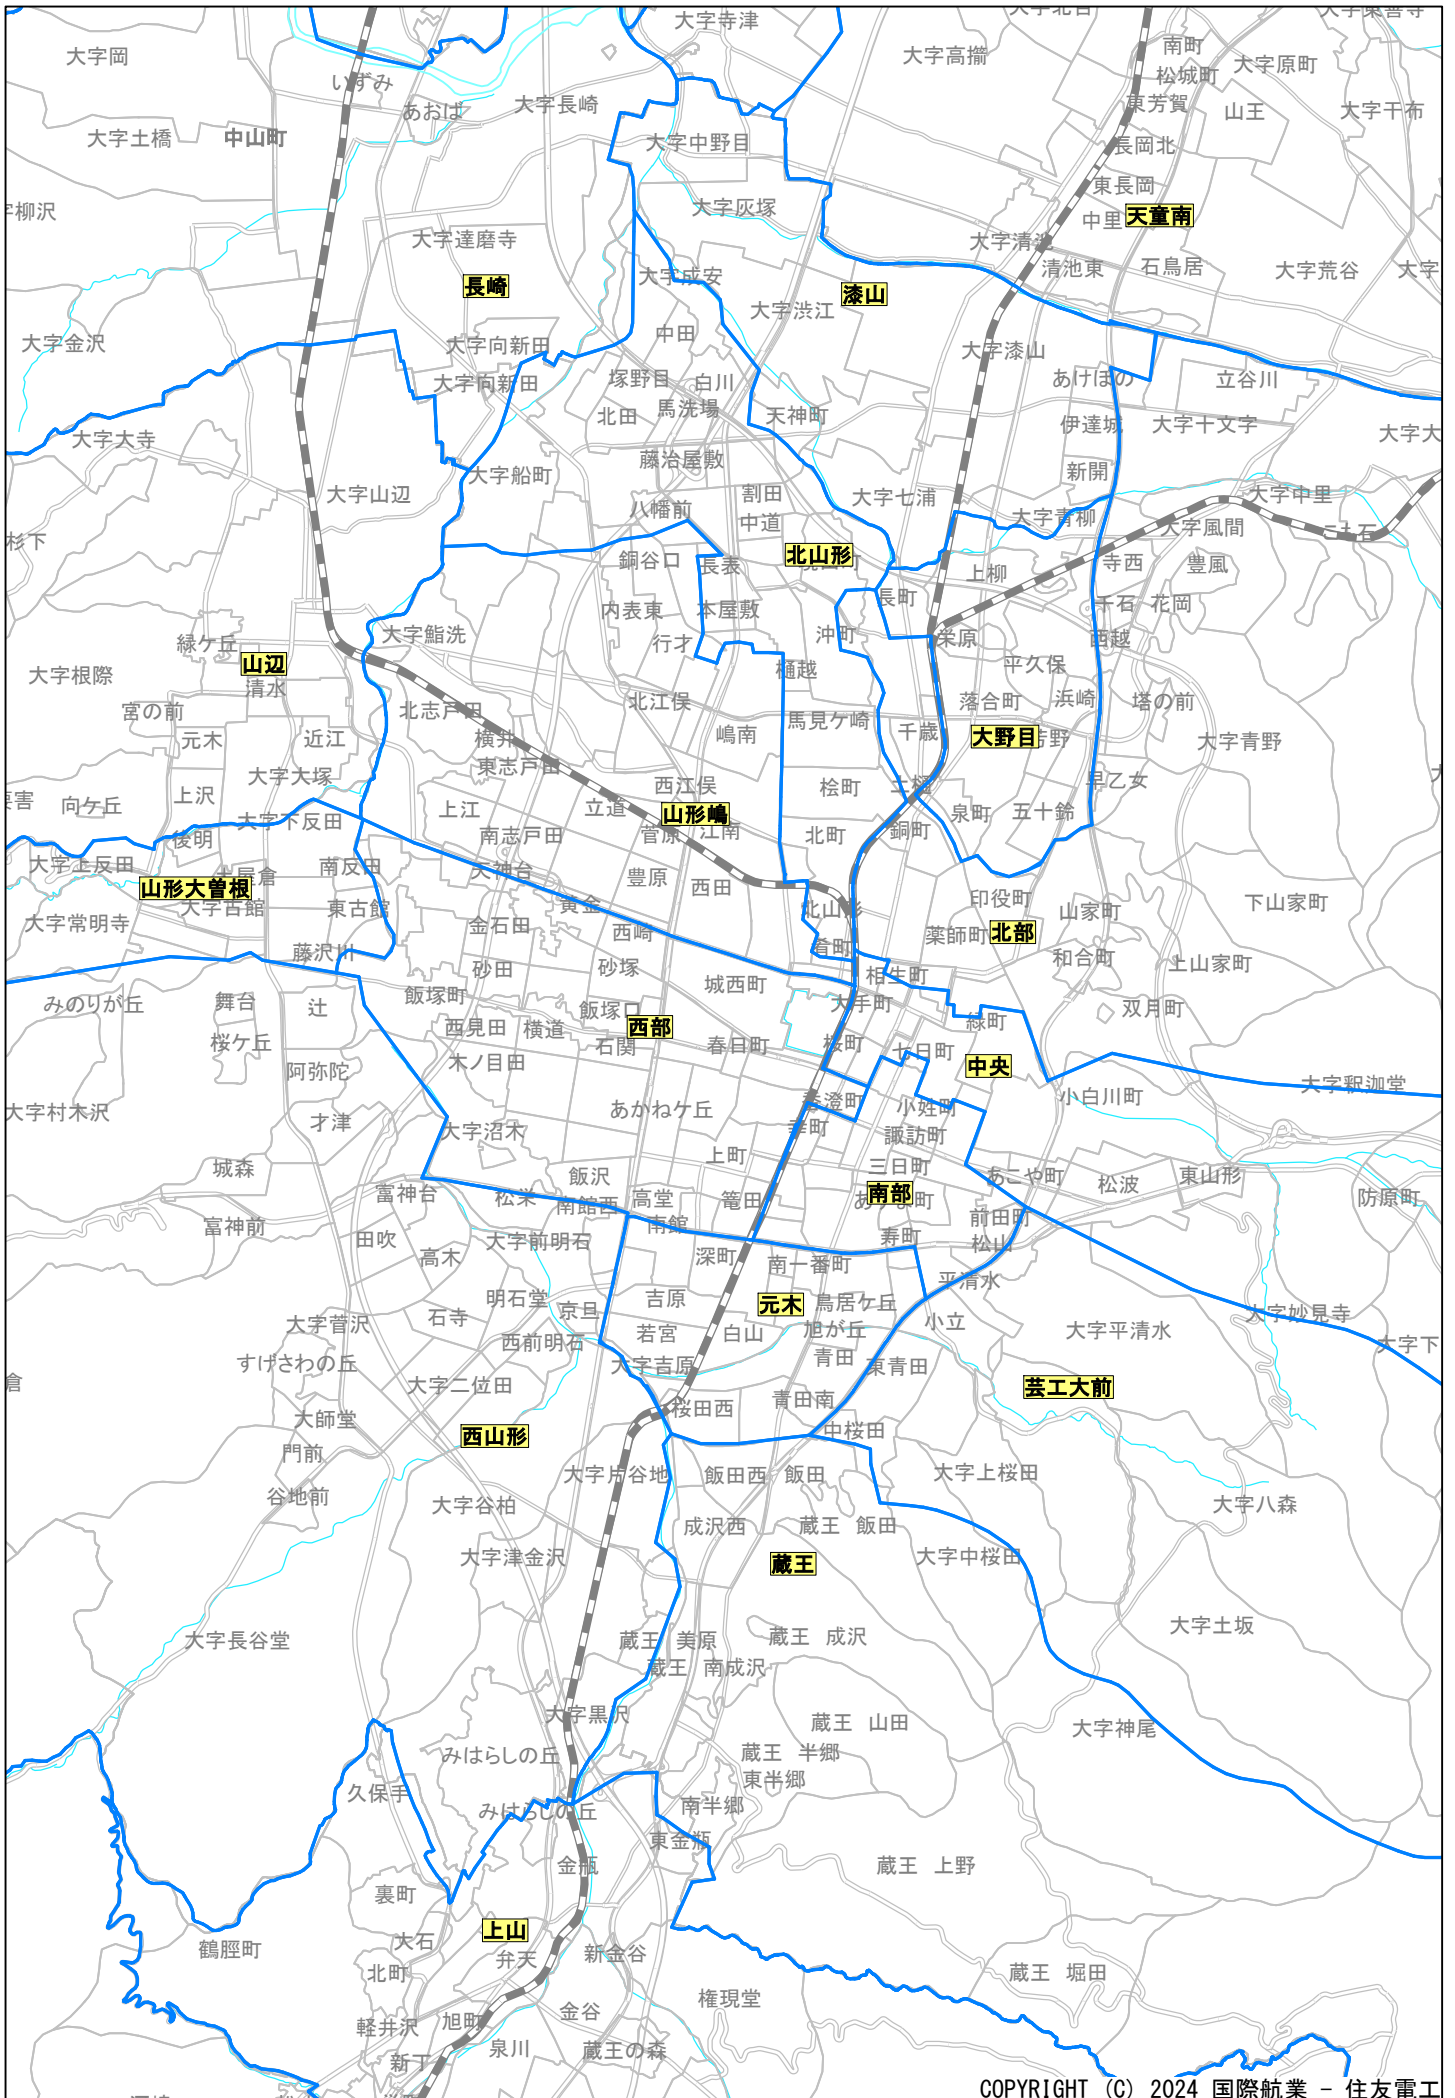 大字寺津
大字高擶
南町
大字岡
松城町
大字原町
いずみ
東芳賀
山王
大字干布
あおば
大字長崎
大字土橋
中山町
大字中野目
長岡北
東長岡
大字灰塚
中里
天童南
大字達磨寺
大字清池
大字成安
清池東
石鳥居
大字荒谷
長崎
漆山
大字渋江
大字金沢
中田
大字向新田
大字漆山
大字向新田
塚野目
白川
あけぼの
立谷川
北田
馬洗場
天神町
大字大寺
伊達城
大字十文字
藤治屋敷
大字船町
新開
大字山辺
割田
大字七浦
大字中里
八幡前
中道
大字青柳
大字風間
杉下
北山形
銅谷口
長表
上柳
寺西
豊風
長町
千石
花岡
内表東
本屋敷
緑ケ丘
大字鮨洗
行才
沖町
栄原
西越
山辺
大字根際
清水
樋越
平久保
宮の前
北志戸田
北江俣
馬見ケ崎
落合町
浜崎
塔の前
元木
近江
横井
嶋南
千歳
大野目
大字青野
東志戸田
大字大塚
上沢
西江俣
桧町
早乙女
向ケ丘
上江
立道
山形嶋
泉町
五十鈴
大字下反田
後明
南志戸田
菅原
江南
北町
銅町
大字上反田
南反田
天神台
豊原
西田
山形大曽根
大字古館
東古館
黄金
北山形
印役町
山家町
下山家町
大字常明寺
金石田
西崎
薬師町
北部
藤沢川
肴町
和合町
上山家町
砂田
砂塚
城西町
相生町
みのりが丘
舞台
辻
飯塚町
飯塚口
大手町
双月町
西見田
横道
西部
緑町
桜ケ丘
石関
春日町
桜町
七日町
木ノ目田
中央
阿弥陀
小白川町
大字釈迦堂
大字村木沢
あかねケ丘
香澄町
小姓町
才津
大字沼木
幸町
諏訪町
城森
上町
三日町
飯沢
あこや町
松波
東山形
富神台
松栄
南館西
高堂
篭田
南部
防原町
富神前
南館
前田町
田吹
大字前明石
寿町
松山
高木
深町
南一番町
平清水
明石堂
吉原
元木
鳥居ケ丘
大字菅沢
石寺
京旦
若宮
白山
旭が丘
小立
大字平清水
大字妙見寺
西前明石
青田
すげさわの丘
大字吉原
東青田
大字二位田
芸工大前
大師堂
桜田西
青田南
中桜田
門前
西山形
大字片谷地
飯田西
飯田
大字上桜田
谷地前
大字谷柏
大字八森
成沢西
蔵王 飯田
大字津金沢
蔵王
大字中桜田
大字土坂
大字長谷堂
蔵王 美原
蔵王 成沢
蔵王 南成沢
大字黒沢
蔵王 山田
大字神尾
みはらしの丘
蔵王 半郷
東半郷
久保手
みはらしの丘
南半郷
東金瓶
金瓶
蔵王 上野
裏町
上山
大石
鶴脛町
弁天
新金谷
北町
蔵王 堀田
権現堂
金谷
旭町
軽井沢
泉川
蔵王の森
新丁
COPYRIGHT (C) 2024 国際航業 - 住友電工